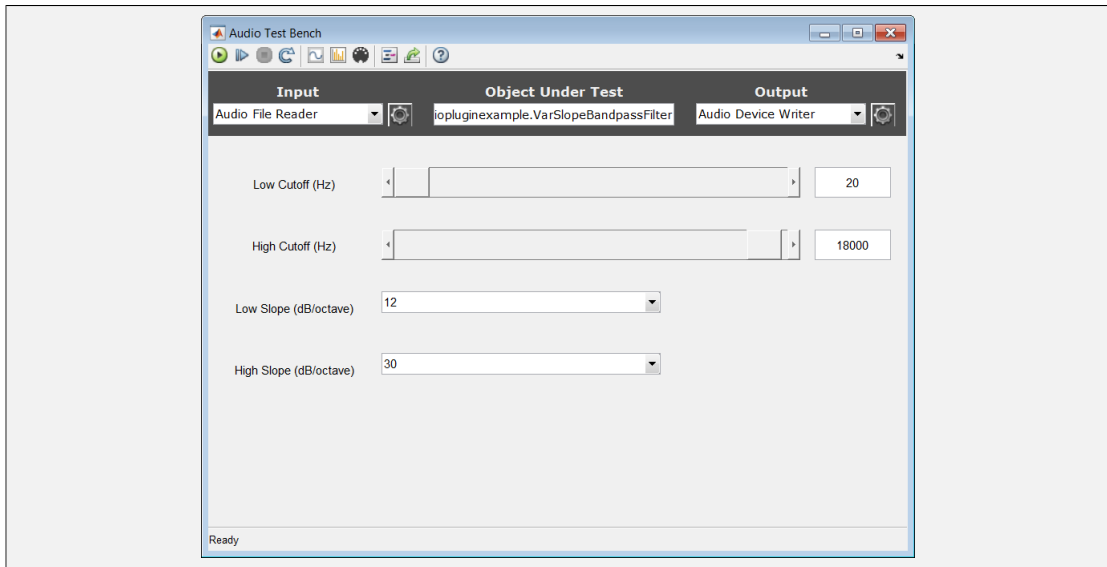 Audio Test Bench
Input Object Under Test Output
Audio File Reader iopluginexample.VarSlopeBandpassFilter Audio Device Writer
Low Cutoff (Hz) 20
High Cutoff (Hz) 18000
Low Slope (dB/octave) 12
High Slope (dB/octave) 30
Ready